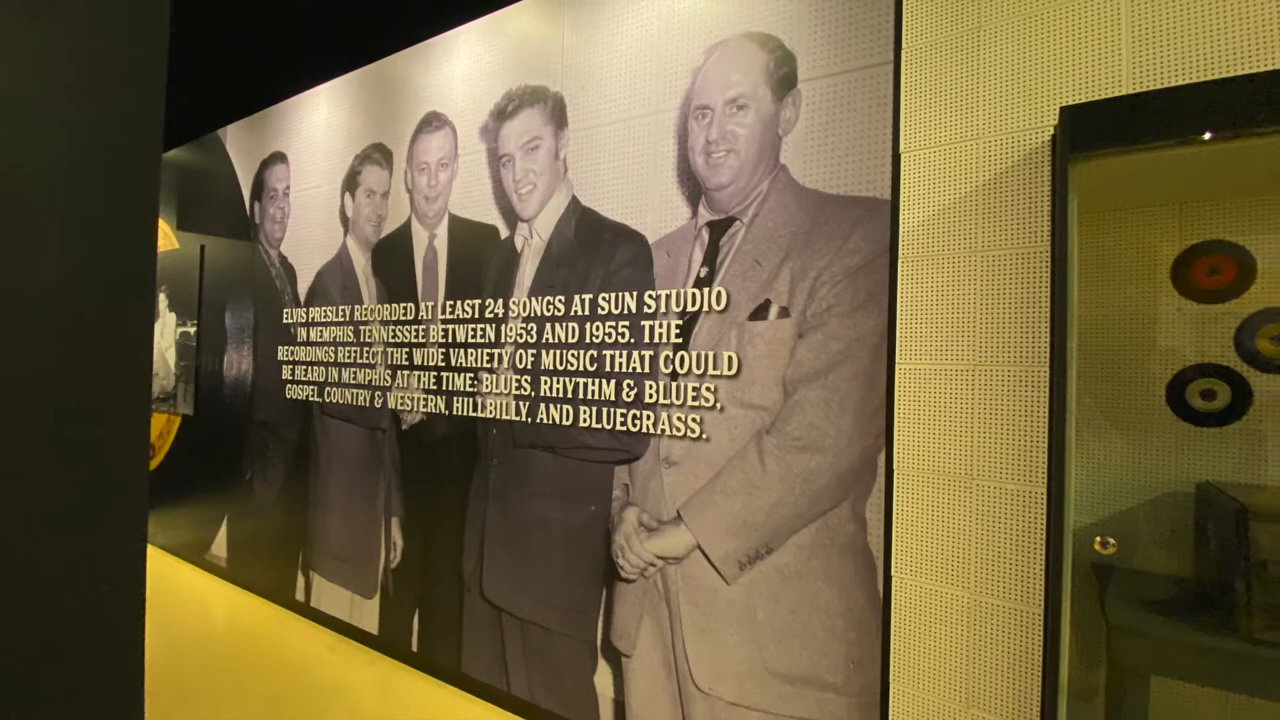 ELVIS PRESLEY RECORDED AT LEAST 24 SONGS AT SUN STUDIO
IN MEMPHIS, TENNESSEE BETWEEN 1953 AND 1955. THE
RECORDINGS REFLECT THE WIDE VARIETY OF MUSIC THAT COULD
BE HEARD IN MEMPHIS AT THE TIME: BLUES, RHYTHM & BLUES,
GOSPEL, COUNTRY & WESTERN, HILLBILLY, AND BLUEGRASS.